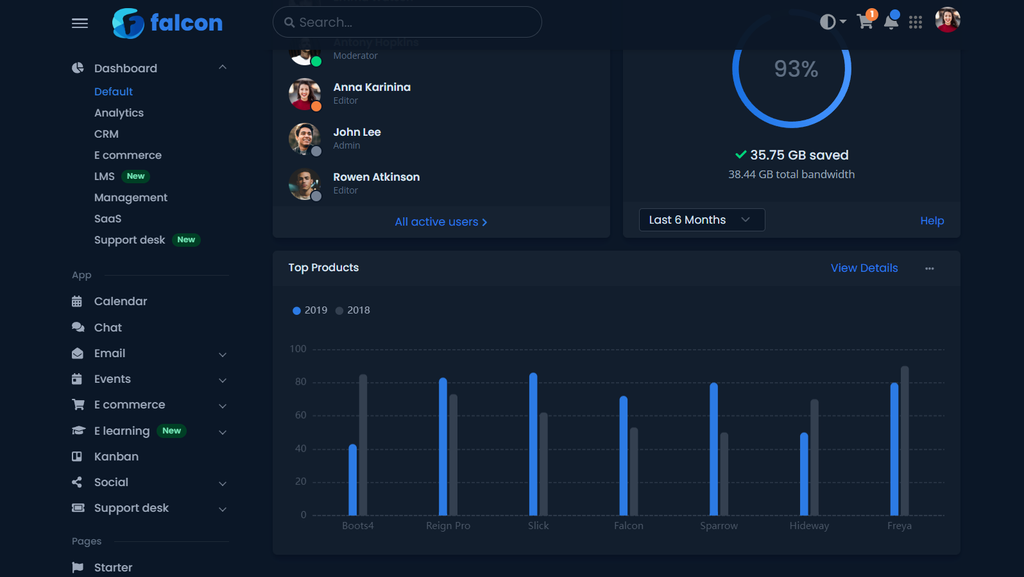 falcon
Search...
1
Dashboard
Default
Analytics
CRM
E commerce
LMS New
Management
SaaS
Support desk New
App
Calendar
Chat
Email
Events
E commerce
E learning New
Kanban
Social
Support desk
Pages
Starter
Antony Hopkins
Moderator
Anna Karinina
Editor
John Lee
Admin
Rowen Atkinson
Editor
All active users
93%
35.75 GB saved
38.44 GB total bandwidth
Last 6 Months
Help
Top Products
View Details
2019 2018
100
80
60
40
20
0
Boots4 Reign Pro Slick Falcon Sparrow Hideway Freya